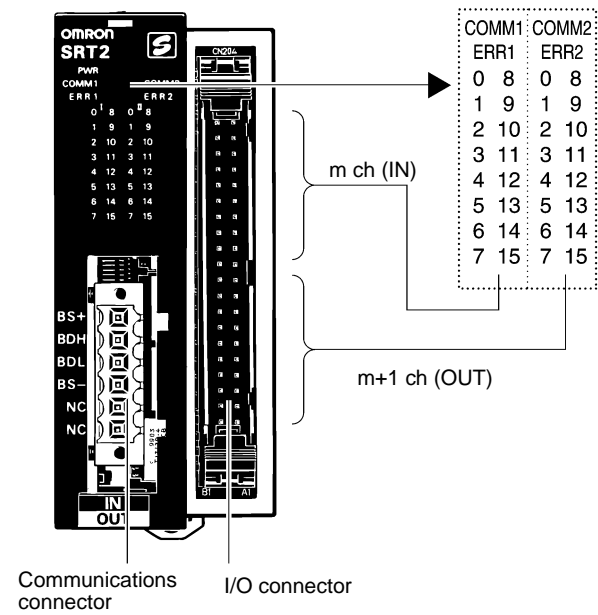 OMRON
SRT2
PWR
COMM1 COMM2
ERR1 ERR2
I II
0 8 0 8
1 9 1 9
2 10 2 10
3 11 3 11
4 12 4 12
5 13 5 13
6 14 6 14
7 15 7 15
BS+
BDH
BDL
BS−
NC
NC
IN
OUT
CN204
B1 A1
m ch (IN)
m+1 ch (OUT)
COMM1 COMM2
ERR1 ERR2
0 8 0 8
1 9 1 9
2 10 2 10
3 11 3 11
4 12 4 12
5 13 5 13
6 14 6 14
7 15 7 15
Communications
connector
I/O connector